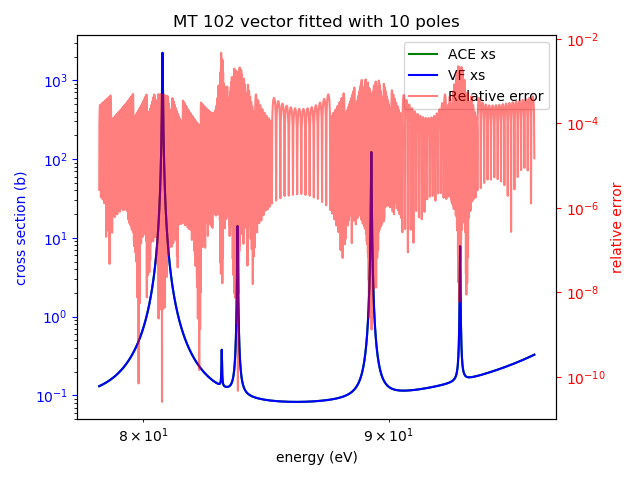 MT 102 vector fitted with 10 poles
ACE xs
VF xs
Relative error
cross section (b)
10³
10²
10¹
10⁰
10⁻¹
relative error
10⁻²
10⁻⁴
10⁻⁶
10⁻⁸
10⁻¹⁰
8 × 10¹
9 × 10¹
energy (eV)